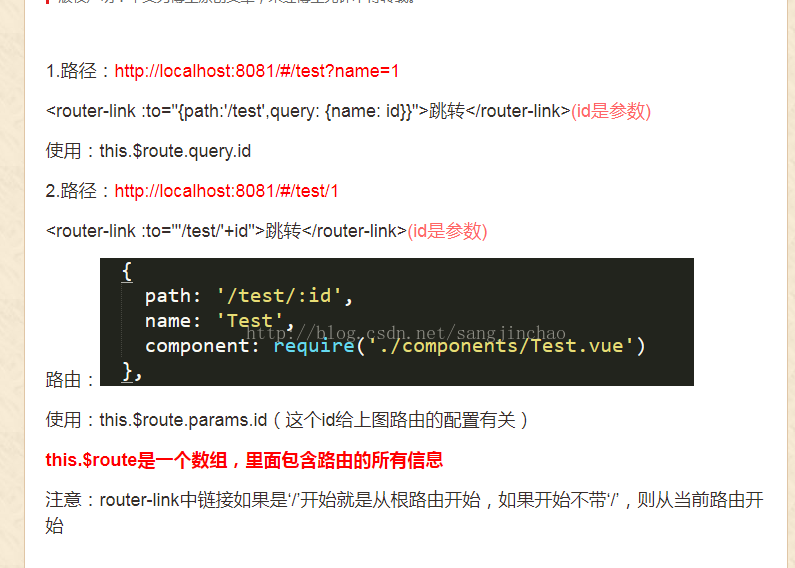 1.路径：http://localhost:8081/#/test?name=1
<router-link :to="{path:'/test',query: {name: id}}">跳转</router-link>(id是参数)
使用：this.$route.query.id
2.路径：http://localhost:8081/#/test/1
<router-link :to="'/test/'+id">跳转</router-link>(id是参数)
{
path: '/test/:id',
name: 'Test',
http://blog.csdn.net/sangjinchao
component: require('./components/Test.vue')
},
路由：
使用：this.$route.params.id（这个id给上图路由的配置有关）
this.$route是一个数组，里面包含路由的所有信息
注意：router-link中链接如果是‘/’开始就是从根路由开始，如果开始不带‘/’，则从当前路由开
始